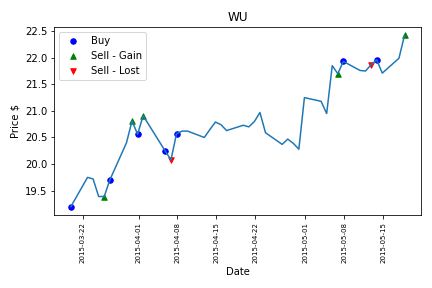 WU
Buy
Sell - Gain
Sell - Lost
Price $
22.5
22.0
21.5
21.0
20.5
20.0
19.5
2015-03-22
2015-04-01
2015-04-08
2015-04-15
2015-04-22
2015-05-01
2015-05-08
2015-05-15
Date